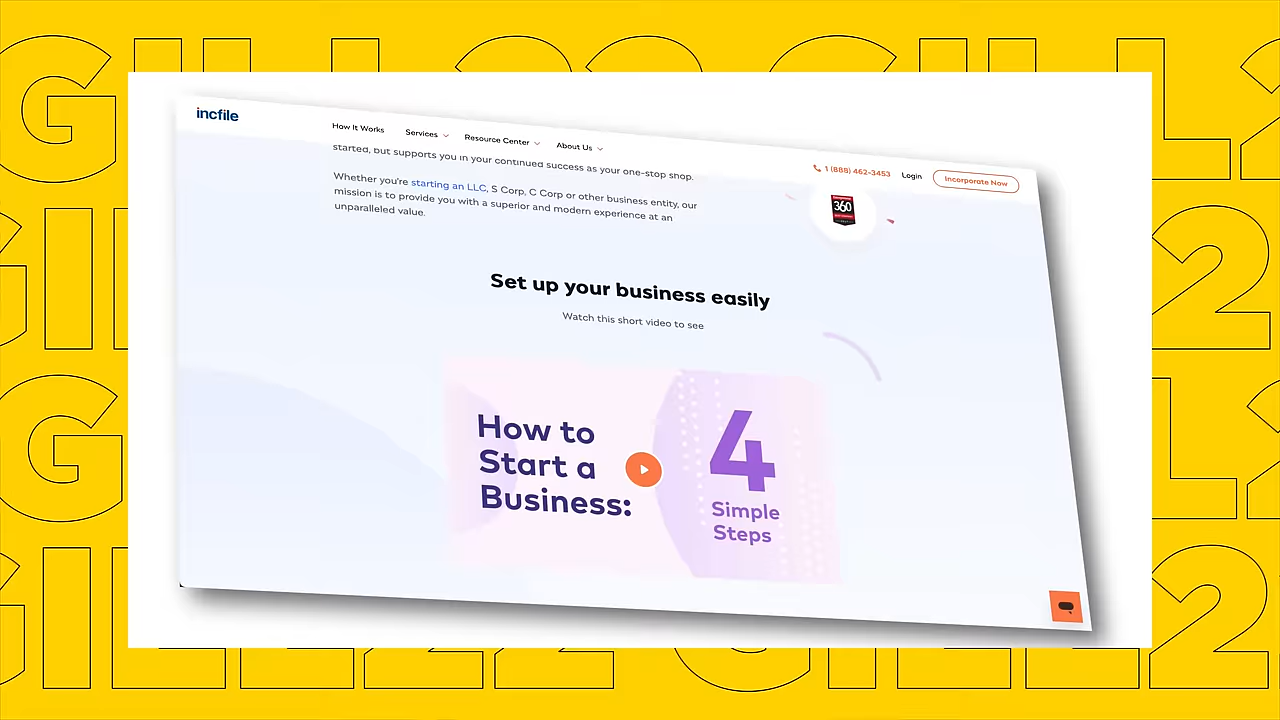 GILL22 GILL2
incfile
How It Works
Services
Resource Center
About Us
1 (888) 462-3453
Login
Incorporate Now
started, but supports you in your continued success as your one-stop shop.
Whether you're starting an LLC, S Corp, C Corp or other business entity, our
mission is to provide you with a superior and modern experience at an
unparalleled value.
360
Set up your business easily
Watch this short video to see
How to
Start a
Business:
4
Simple
Steps